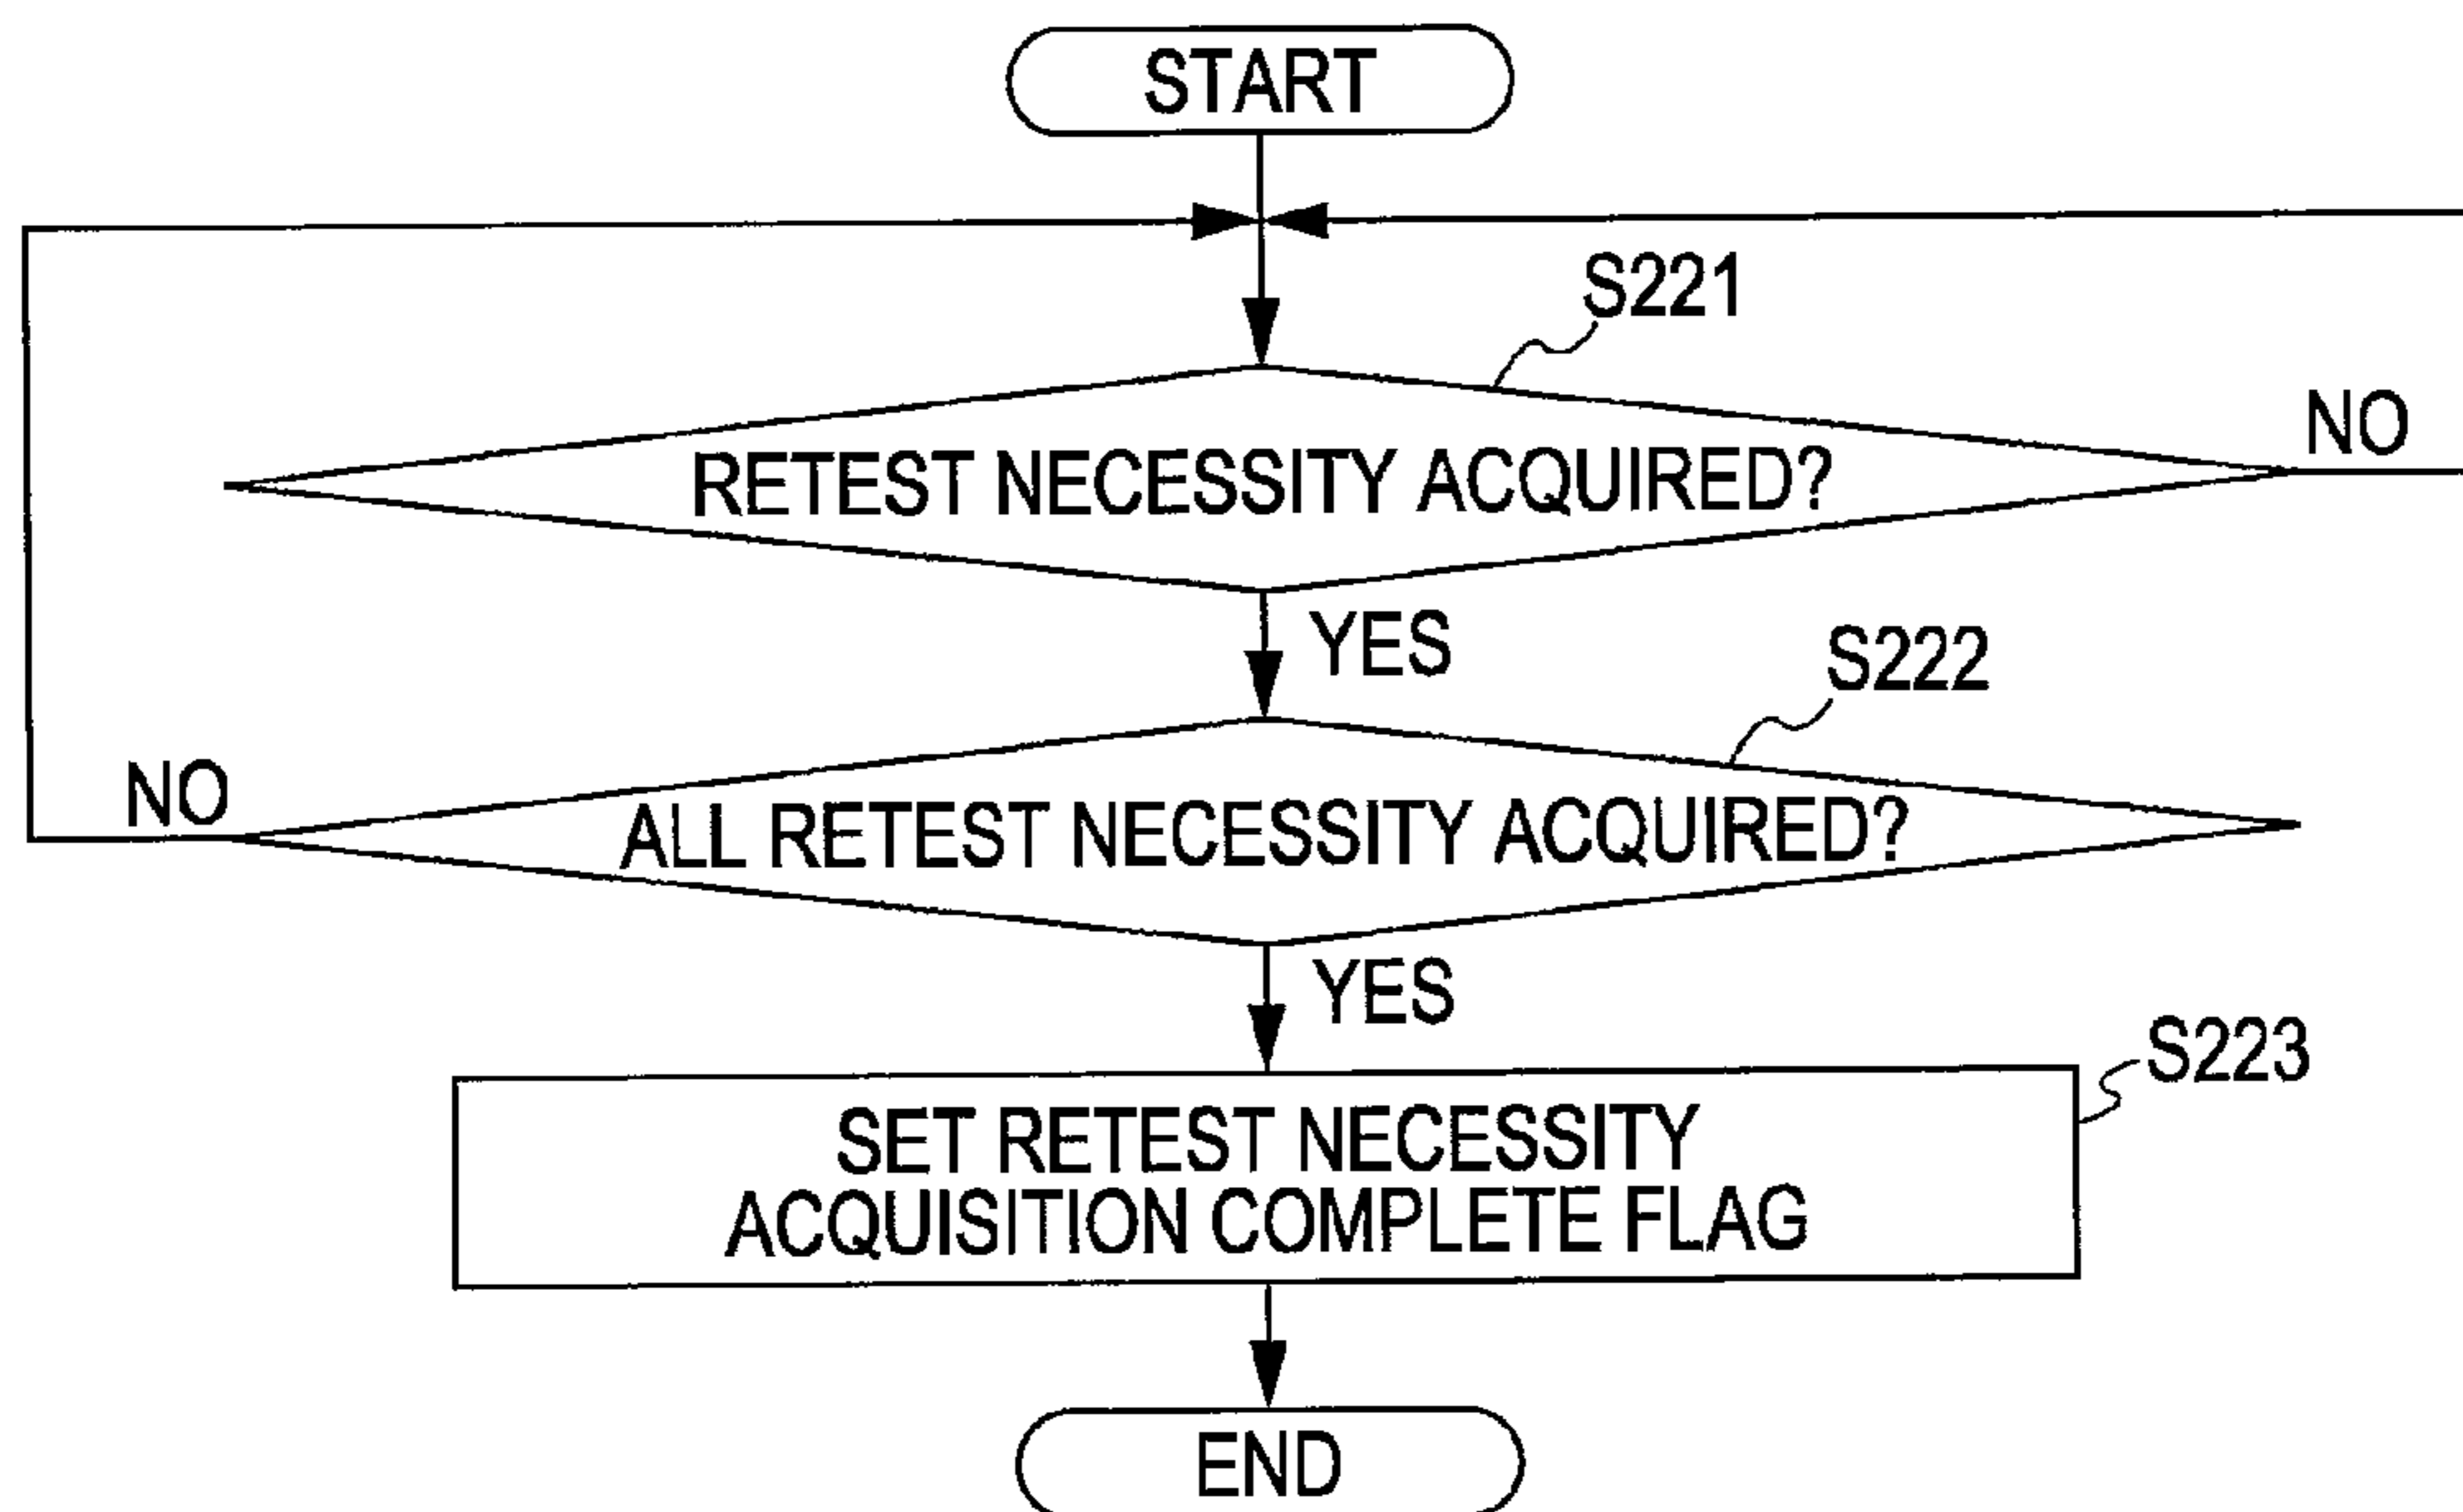 START
S221
NO
RETEST NECESSITY ACQUIRED?
YES
S222
NO
ALL RETEST NECESSITY ACQUIRED?
YES
S223
SET RETEST NECESSITY
ACQUISITION COMPLETE FLAG
END